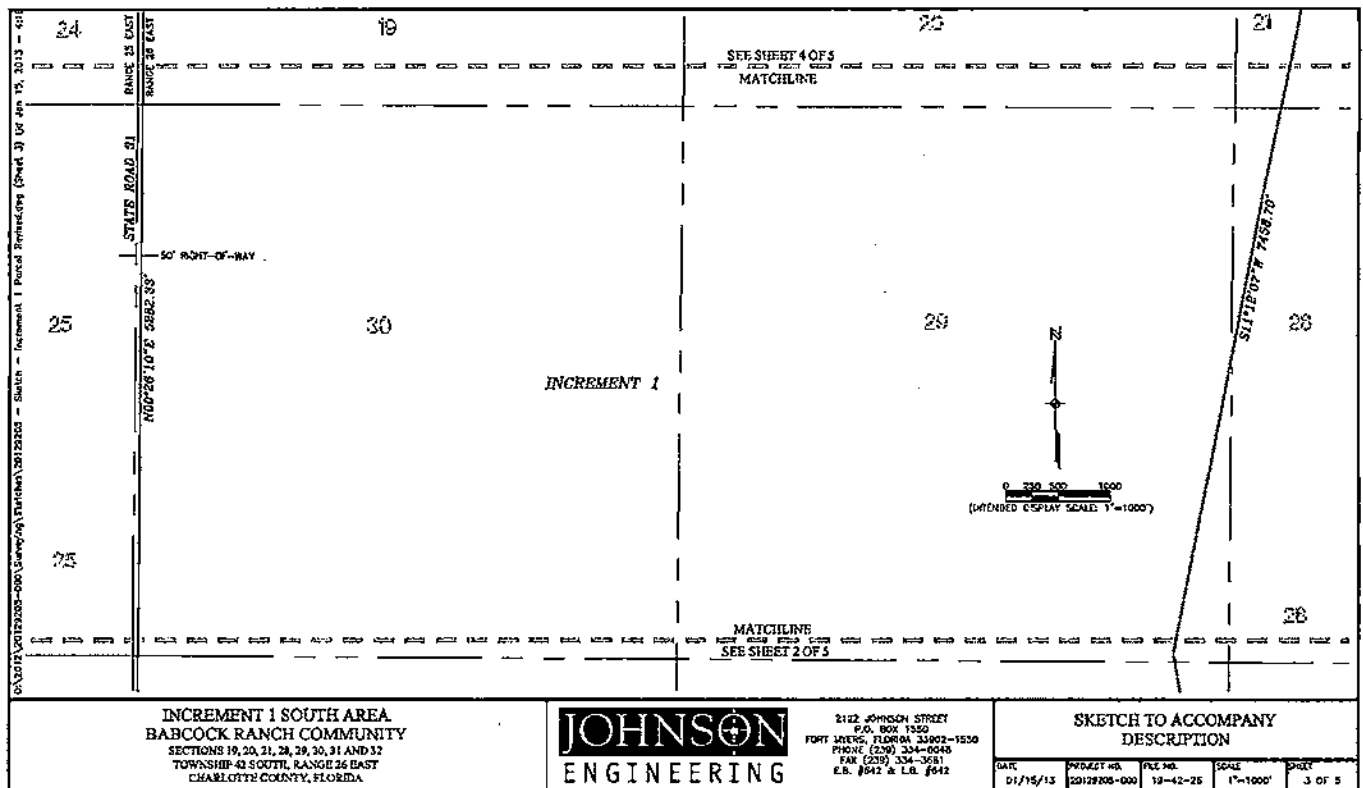 24
19
20
21
RANGE 25 EAST
RANGE 26 EAST
SEE SHEET 4 OF 5
MATCHLINE
STATE ROAD 31
50' RIGHT-OF-WAY
N00°26'10"E 5282.39'
S11°12'07"W 7458.70'
25
30
29
28
INCREMENT 1
N
0 250 500 1000
(INTENDED DISPLAY SCALE: 1"=1000')
25
28
MATCHLINE
SEE SHEET 2 OF 5
INCREMENT 1 SOUTH AREA
BABCOCK RANCH COMMUNITY
SECTIONS 19, 20, 21, 28, 29, 30, 31 AND 32
TOWNSHIP 42 SOUTH, RANGE 26 EAST
CHARLOTTE COUNTY, FLORIDA
JOHNSON
ENGINEERING
2122 JOHNSON STREET
P.O. BOX 1550
FORT MYERS, FLORIDA 33902-1550
PHONE (239) 334-0046
FAX (239) 334-3661
E.B. #642 & L.B. #642
SKETCH TO ACCOMPANY
DESCRIPTION
DATE PROJECT NO. FILE NO. SCALE SHEET
01/15/13 20129205-000 19-42-26 1"=1000' 3 OF 5